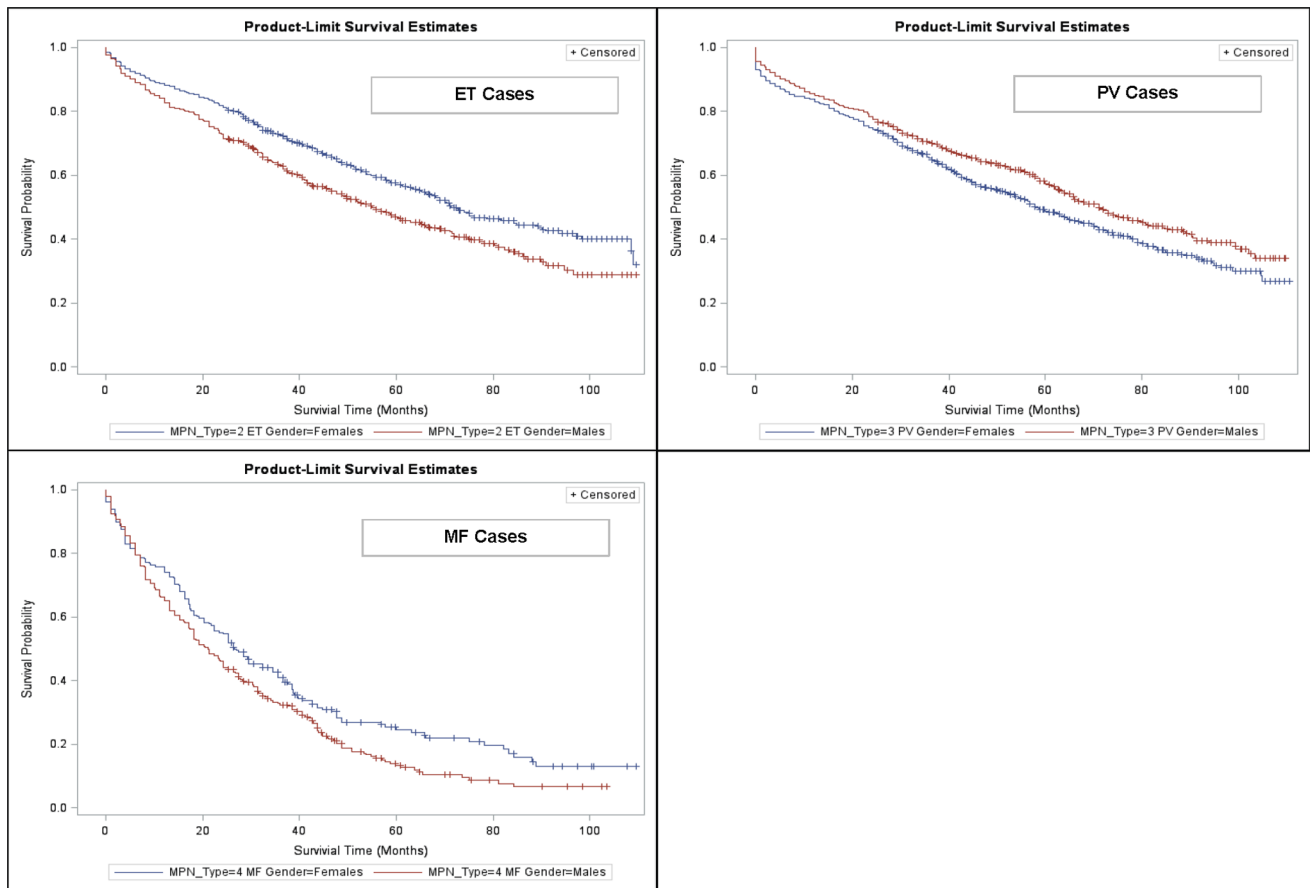 Product-Limit Survival Estimates
+ Censored
ET Cases
Survival Probability
1.0
0.8
0.6
0.4
0.2
0.0
0 20 40 60 80 100
Survivial Time (Months)
MPN_Type=2 ET Gender=Females MPN_Type=2 ET Gender=Males
Product-Limit Survival Estimates
+ Censored
PV Cases
Survival Probability
1.0
0.8
0.6
0.4
0.2
0.0
0 20 40 60 80 100
Survivial Time (Months)
MPN_Type=3 PV Gender=Females MPN_Type=3 PV Gender=Males
Product-Limit Survival Estimates
+ Censored
MF Cases
Survival Probability
1.0
0.8
0.6
0.4
0.2
0.0
0 20 40 60 80 100
Survivial Time (Months)
MPN_Type=4 MF Gender=Females MPN_Type=4 MF Gender=Males